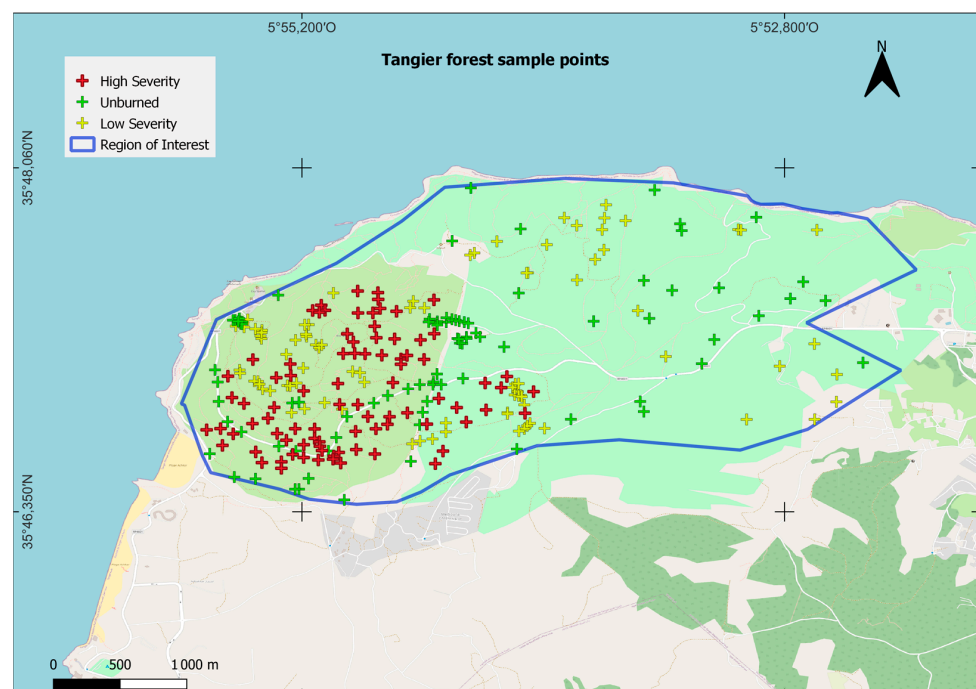 5°55,200'O
5°52,800'O
Tangier forest sample points
N
High Severity
Unburned
Low Severity
Region of Interest
35°48,060'N
35°46,350'N
0
500
1 000 m